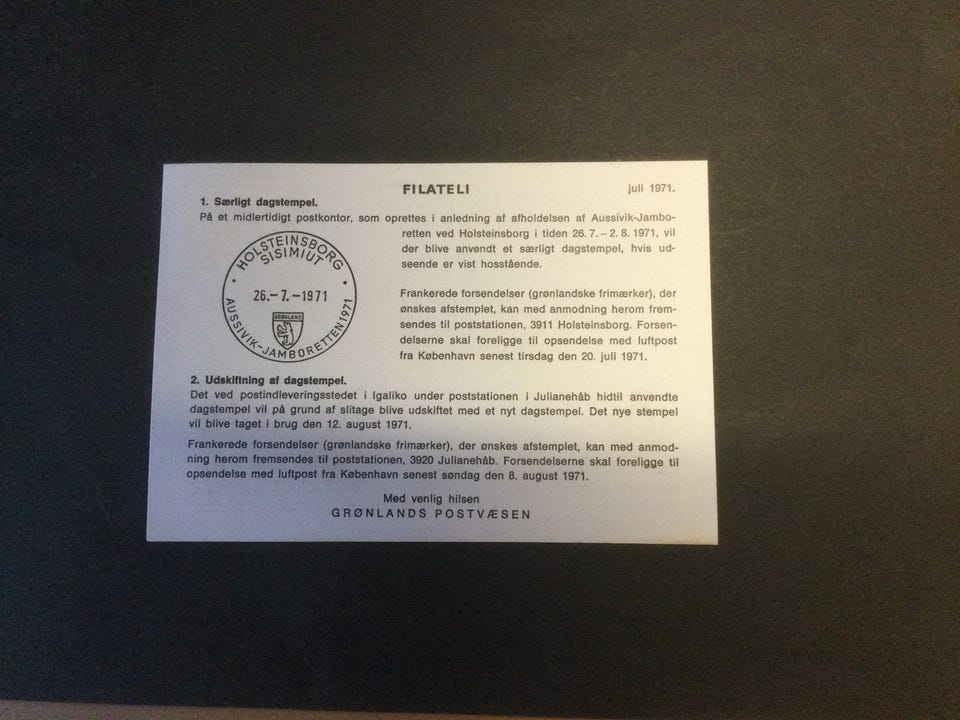 FILATELI
juli 1971.
1. Særligt dagstempel.
På et midlertidigt postkontor, som oprettes i anledning af afholdelsen af Aussivik-Jambo-
retten ved Holsteinsborg i tiden 26.7. – 2.8.1971, vil
der blive anvendt et særligt dagstempel, hvis ud-
seende er vist hosstående.
HOLSTEINSBORG
SISIMIUT
26.-7.-1971
GRØNLAND
AUSSIVIK-JAMBORETTEN 1971
Frankerede forsendelser (grønlandske frimærker), der
ønskes afstemplet, kan med anmodning herom frem-
sendes til poststationen, 3911 Holsteinsborg. Forsen-
delserne skal foreligge til opsendelse med luftpost
fra København senest tirsdag den 20. juli 1971.
2. Udskiftning af dagstempel.
Det ved postindleveringsstedet i Igaliko under poststationen i Julianehåb hidtil anvendte
dagstempel vil på grund af slitage blive udskiftet med et nyt dagstempel. Det nye stempel
vil blive taget i brug den 12. august 1971.
Frankerede forsendelser (grønlandske frimærker), der ønskes afstemplet, kan med anmod-
ning herom fremsendes til poststationen, 3920 Julianehåb. Forsendelserne skal foreligge til
opsendelse med luftpost fra København senest søndag den 8. august 1971.
Med venlig hilsen
GRØNLANDS POSTVÆSEN